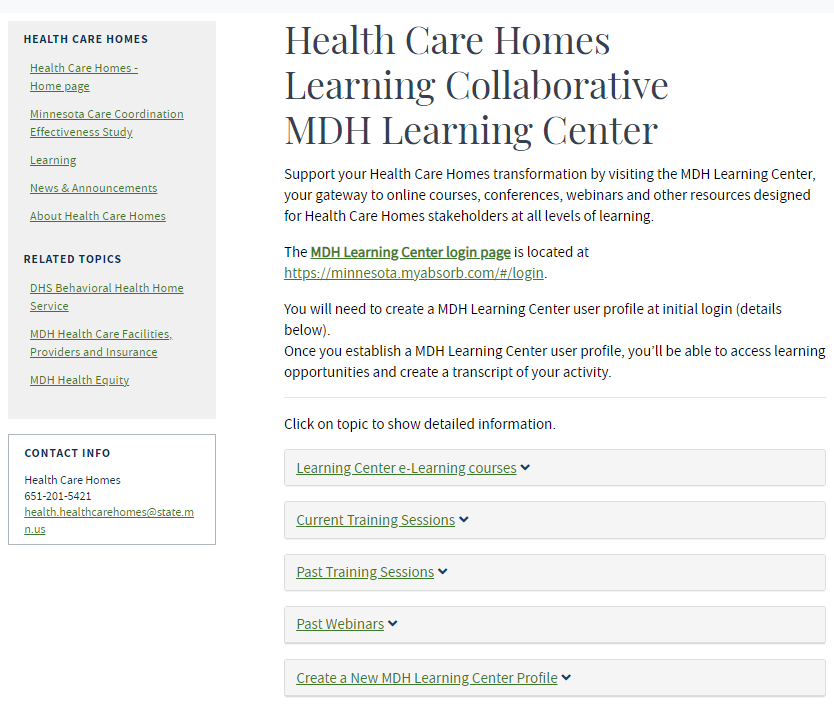 HEALTH CARE HOMES
Health Care Homes -
Home page
Minnesota Care Coordination
Effectiveness Study
Learning
News & Announcements
About Health Care Homes
RELATED TOPICS
DHS Behavioral Health Home
Service
MDH Health Care Facilities,
Providers and Insurance
MDH Health Equity
CONTACT INFO
Health Care Homes
651-201-5421
health.healthcarehomes@state.m
n.us
Health Care Homes
Learning Collaborative
MDH Learning Center
Support your Health Care Homes transformation by visiting the MDH Learning Center,
your gateway to online courses, conferences, webinars and other resources designed
for Health Care Homes stakeholders at all levels of learning.
The MDH Learning Center login page is located at
https://minnesota.myabsorb.com/#/login.
You will need to create a MDH Learning Center user profile at initial login (details
below).
Once you establish a MDH Learning Center user profile, you’ll be able to access learning
opportunities and create a transcript of your activity.
Click on topic to show detailed information.
Learning Center e-Learning courses
Current Training Sessions
Past Training Sessions
Past Webinars
Create a New MDH Learning Center Profile